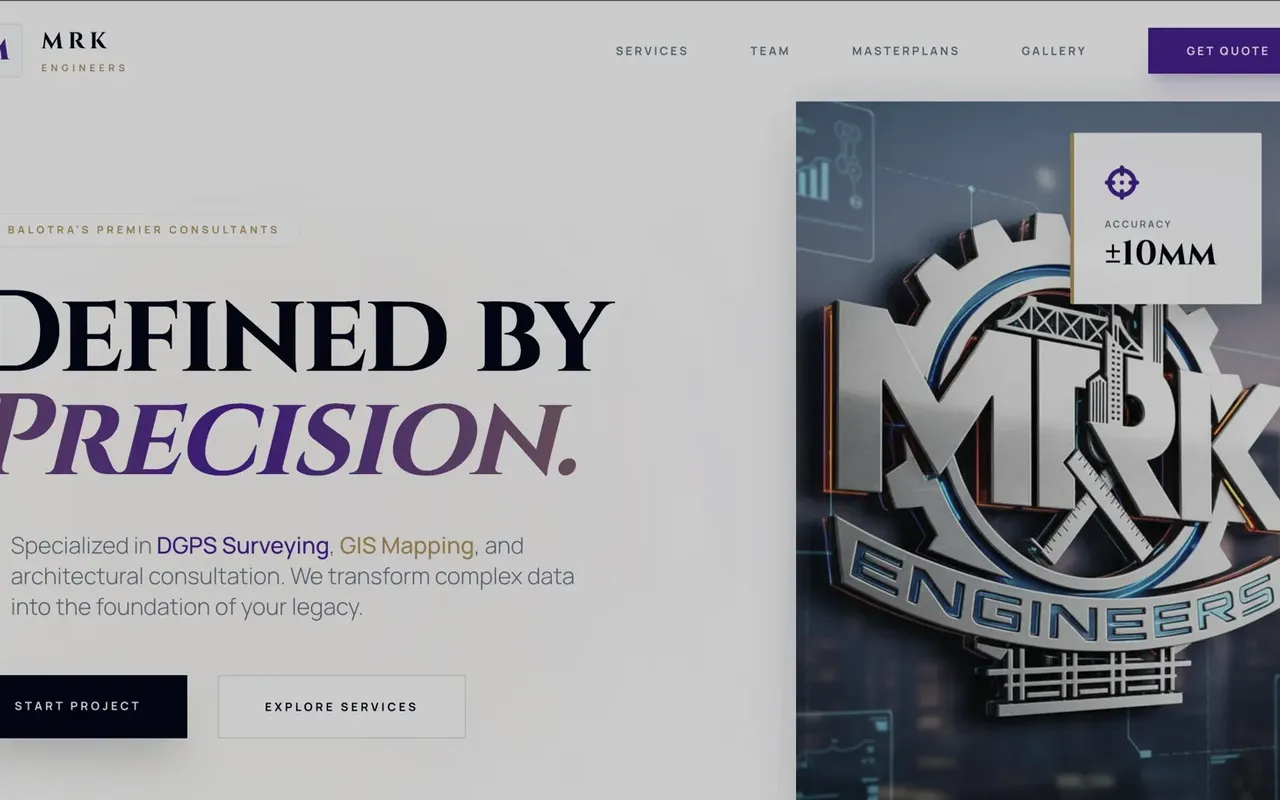 M
MRK
ENGINEERS
SERVICES
TEAM
MASTERPLANS
GALLERY
GET QUOTE
BALOTRA'S PREMIER CONSULTANTS
DEFINED BY
PRECISION.
Specialized in DGPS Surveying, GIS Mapping, and
architectural consultation. We transform complex data
into the foundation of your legacy.
START PROJECT
EXPLORE SERVICES
ACCURACY
±10MM
MRK
ENGINEERS